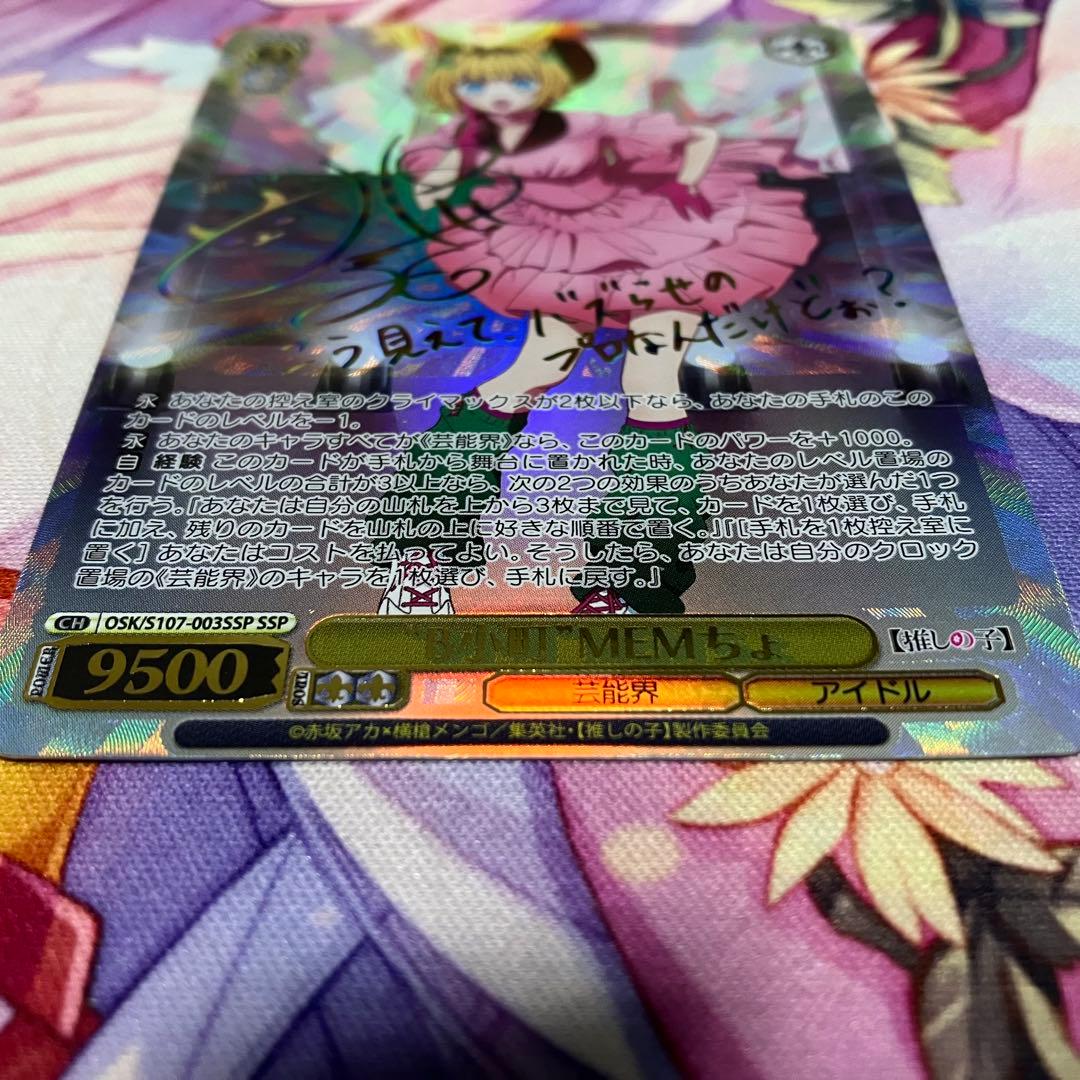 う見えて、バズらせの
プロなんだけどぉ?
永 あなたの控え室のクライマックスが2枚以下なら、あなたの手札のこの
カードのレベルを－1。
永 あなたのキャラすべてが《芸能界》なら、このカードのパワーを＋1000。
自 経験 このカードが手札から舞台に置かれた時、あなたのレベル置場の
カードのレベルの合計が3以上なら、次の2つの効果のうちあなたが選んだ1つ
を行う。『あなたは自分の山札を上から3枚まで見て、カードを1枚選び、手札
に加え、残りのカードを山札の上に好きな順番で置く。』『［手札を1枚控え室に
置く］ あなたはコストを払ってよい。そうしたら、あなたは自分のクロック
置場の《芸能界》のキャラを1枚選び、手札に戻す。』
CH OSK/S107-003SSP SSP
MEMちょ
【推しの子】
POWER 9500 SOUL
芸能界 アイドル
©赤坂アカ×横槍メンゴ／集英社・【推しの子】製作委員会